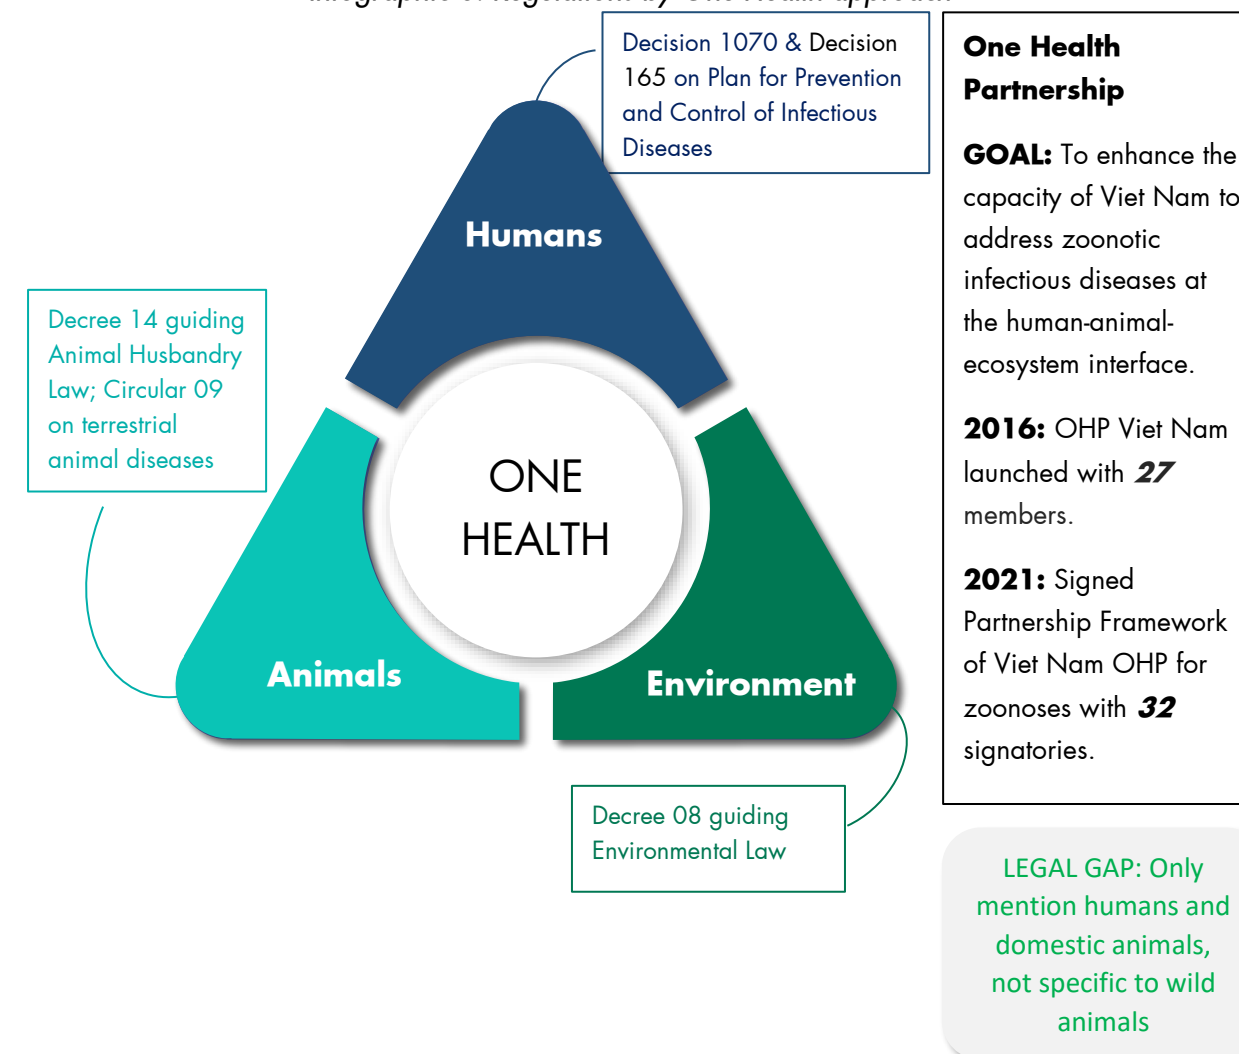 Decision 1070 & Decision
165 on Plan for Prevention
and Control of Infectious
Diseases
Humans
Decree 14 guiding
Animal Husbandry
Law; Circular 09
on terrestrial
animal diseases
ONE
HEALTH
Animals
Environment
Decree 08 guiding
Environmental Law
One Health
Partnership
GOAL: To enhance the
capacity of Viet Nam to
address zoonotic
infectious diseases at
the human-animal-
ecosystem interface.
2016: OHP Viet Nam
launched with 27
members.
2021: Signed
Partnership Framework
of Viet Nam OHP for
zoonoses with 32
signatories.
LEGAL GAP: Only
mention humans and
domestic animals,
not specific to wild
animals